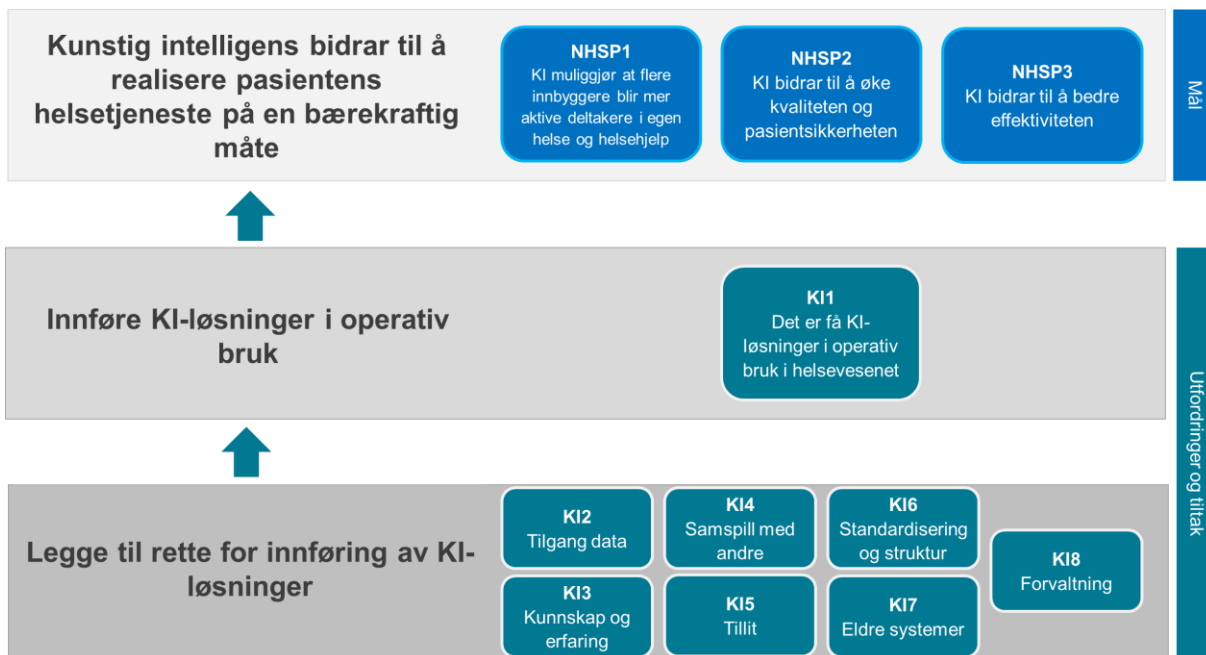 Kunstig intelligens bidrar til å
realisere pasientens
helsetjeneste på en bærekraftig
måte
NHSP1
KI muliggjør at flere
innbyggere blir mer
aktive deltakere i egen
helse og helsehjelp
NHSP2
KI bidrar til å øke
kvaliteten og
pasientsikkerheten
NHSP3
KI bidrar til å bedre
effektiviteten
Mål
Innføre KI-løsninger i operativ
bruk
KI1
Det er få KI-
løsninger i operativ
bruk i helsevesenet
Utfordringer og tiltak
Legge til rette for innføring av KI-
løsninger
KI2
Tilgang data
KI3
Kunnskap og
erfaring
KI4
Samspill med
andre
KI5
Tillit
KI6
Standardisering
og struktur
KI7
Eldre systemer
KI8
Forvaltning